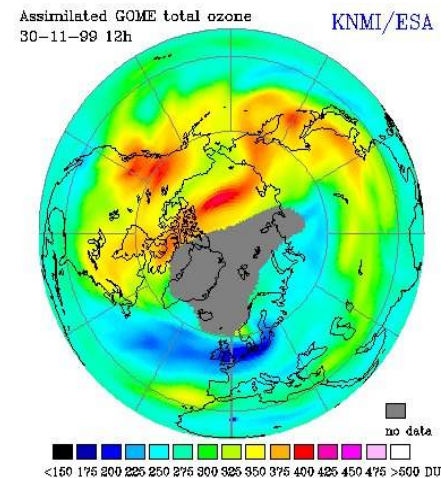 Assimilated GOME total ozone
30-11-99 12h
KNMI/ESA
no data
<150 175 200 225 250 275 300 325 350 375 400 425 450 475 >500 DU